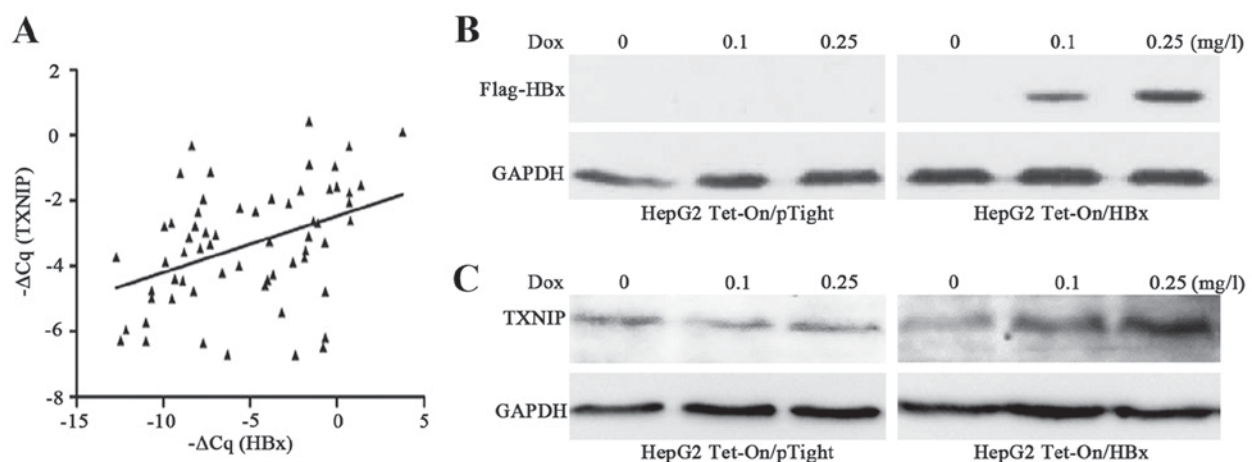 A
2
0
-2
-4
-6
-8
-ΔCq (TXNIP)
-15
-10
-5
0
5
-ΔCq (HBx)
B
Dox 0 0.1 0.25 0 0.1 0.25 (mg/l)
Flag-HBx
GAPDH
HepG2 Tet-On/pTight HepG2 Tet-On/HBx
C
Dox 0 0.1 0.25 0 0.1 0.25 (mg/l)
TXNIP
GAPDH
HepG2 Tet-On/pTight HepG2 Tet-On/HBx